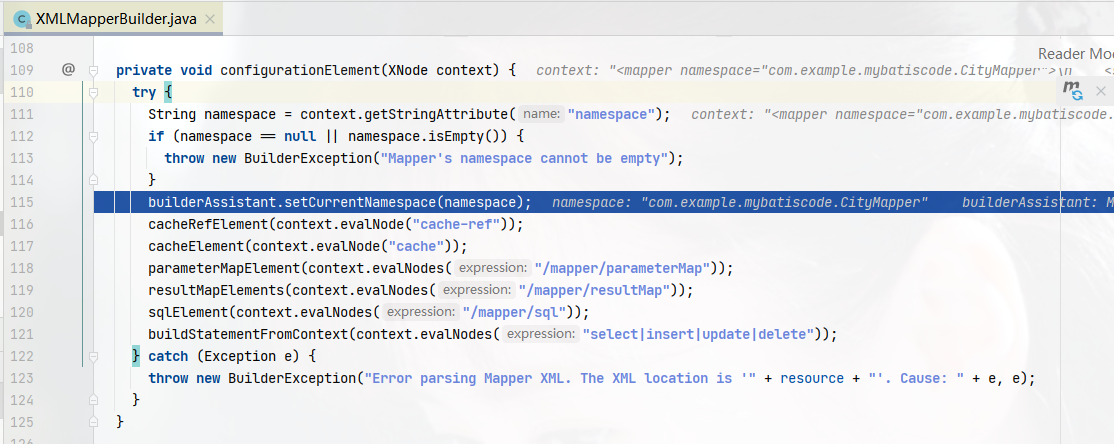 XMLMapperBuilder.java
108
Reader Mod
109 @ private void configurationElement(XNode context) { context: "<mapper namespace="com.example.mybatiscode.CityMapper">\n
110 try {
111 String namespace = context.getStringAttribute( name: "namespace"); context: "<mapper namespace="com.example.mybatiscode.
112 if (namespace == null || namespace.isEmpty()) {
113 throw new BuilderException("Mapper's namespace cannot be empty");
114 }
115 builderAssistant.setCurrentNamespace(namespace); namespace: "com.example.mybatiscode.CityMapper" builderAssistant: M
116 cacheRefElement(context.evalNode("cache-ref"));
117 cacheElement(context.evalNode("cache"));
118 parameterMapElement(context.evalNodes( expression: "/mapper/parameterMap"));
119 resultMapElements(context.evalNodes( expression: "/mapper/resultMap"));
120 sqlElement(context.evalNodes( expression: "/mapper/sql"));
121 buildStatementFromContext(context.evalNodes( expression: "select|insert|update|delete"));
122 } catch (Exception e) {
123 throw new BuilderException("Error parsing Mapper XML. The XML location is '" + resource + "'. Cause: " + e, e);
124 }
125 }